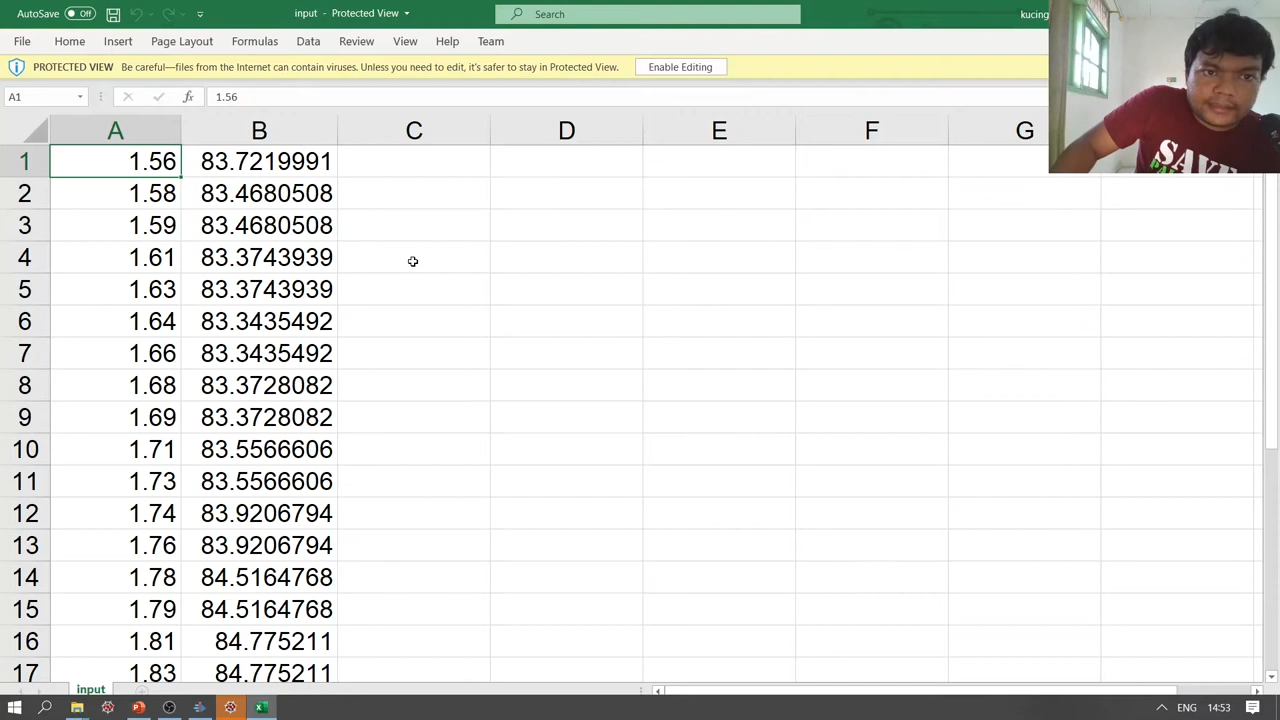 AutoSave Off input - Protected View Search kucing
File Home Insert Page Layout Formulas Data Review View Help Team
PROTECTED VIEW Be careful—files from the Internet can contain viruses. Unless you need to edit, it's safer to stay in Protected View. Enable Editing
A1 fx 1.56
A B C D E F G
1 1.56 83.7219991
2 1.58 83.4680508
3 1.59 83.4680508
4 1.61 83.3743939
5 1.63 83.3743939
6 1.64 83.3435492
7 1.66 83.3435492
8 1.68 83.3728082
9 1.69 83.3728082
10 1.71 83.5566606
11 1.73 83.5566606
12 1.74 83.9206794
13 1.76 83.9206794
14 1.78 84.5164768
15 1.79 84.5164768
16 1.81 84.775211
17 1.83 84.775211
input
ENG 14:53
SAVE